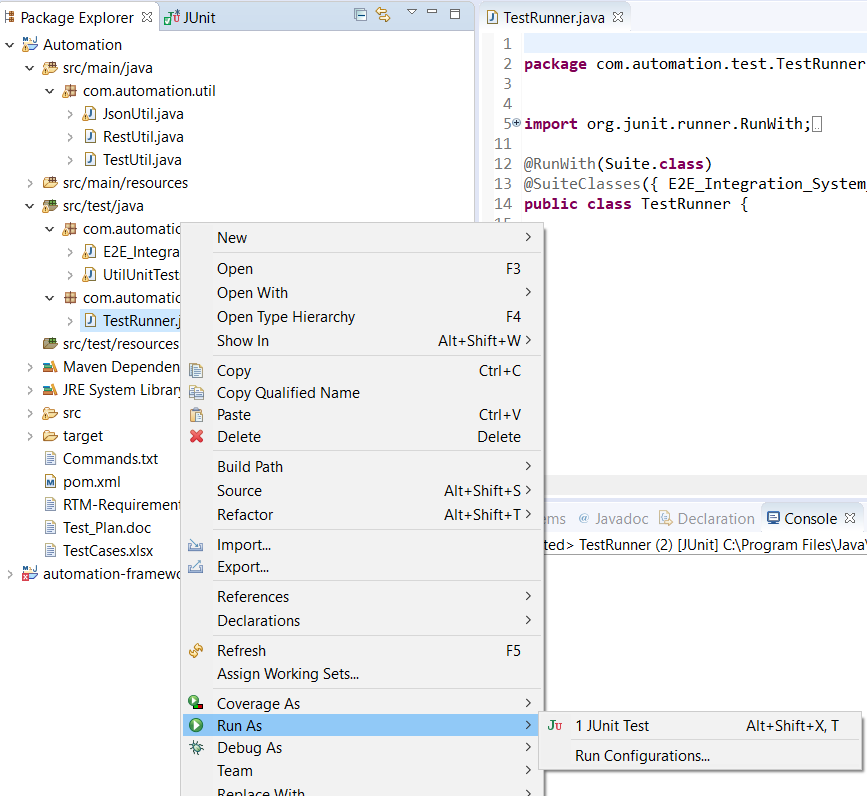 Package Explorer JUnit
Automation
src/main/java
com.automation.util
JsonUtil.java
RestUtil.java
TestUtil.java
src/main/resources
src/test/java
com.automatic
E2E_Integra
UtilUnitTest
com.automatic
TestRunner.j
src/test/resources
Maven Dependen
JRE System Library
src
target
Commands.txt
pom.xml
RTM-Requirement
Test_Plan.doc
TestCases.xlsx
automation-framewo
New
Open F3
Open With
Open Type Hierarchy F4
Show In Alt+Shift+W
Copy Ctrl+C
Copy Qualified Name
Paste Ctrl+V
Delete Delete
Build Path
Source Alt+Shift+S
Refactor Alt+Shift+T
Import...
Export...
References
Declarations
Refresh F5
Assign Working Sets...
Coverage As
Run As
Debug As
Team
Replace With
1 JUnit Test Alt+Shift+X, T
Run Configurations...
TestRunner.java
1
2 package com.automation.test.TestRunner
3
4
5 import org.junit.runner.RunWith;
11
12 @RunWith(Suite.class)
13 @SuiteClasses({ E2E_Integration_System_
14 public class TestRunner {
15
ems @ Javadoc Declaration Console
ted> TestRunner (2) [JUnit] C:\Program Files\Java\